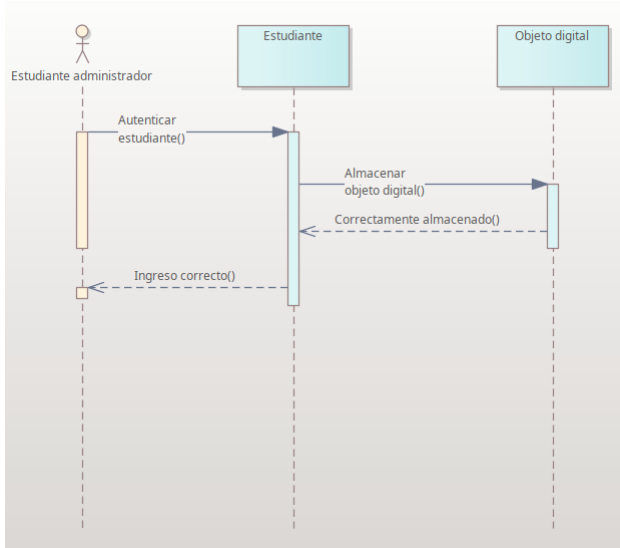 Estudiante administrador
Estudiante
Objeto digital
Autenticar
estudiante()
Almacenar
objeto digital()
Correctamente almacenado()
Ingreso correcto()